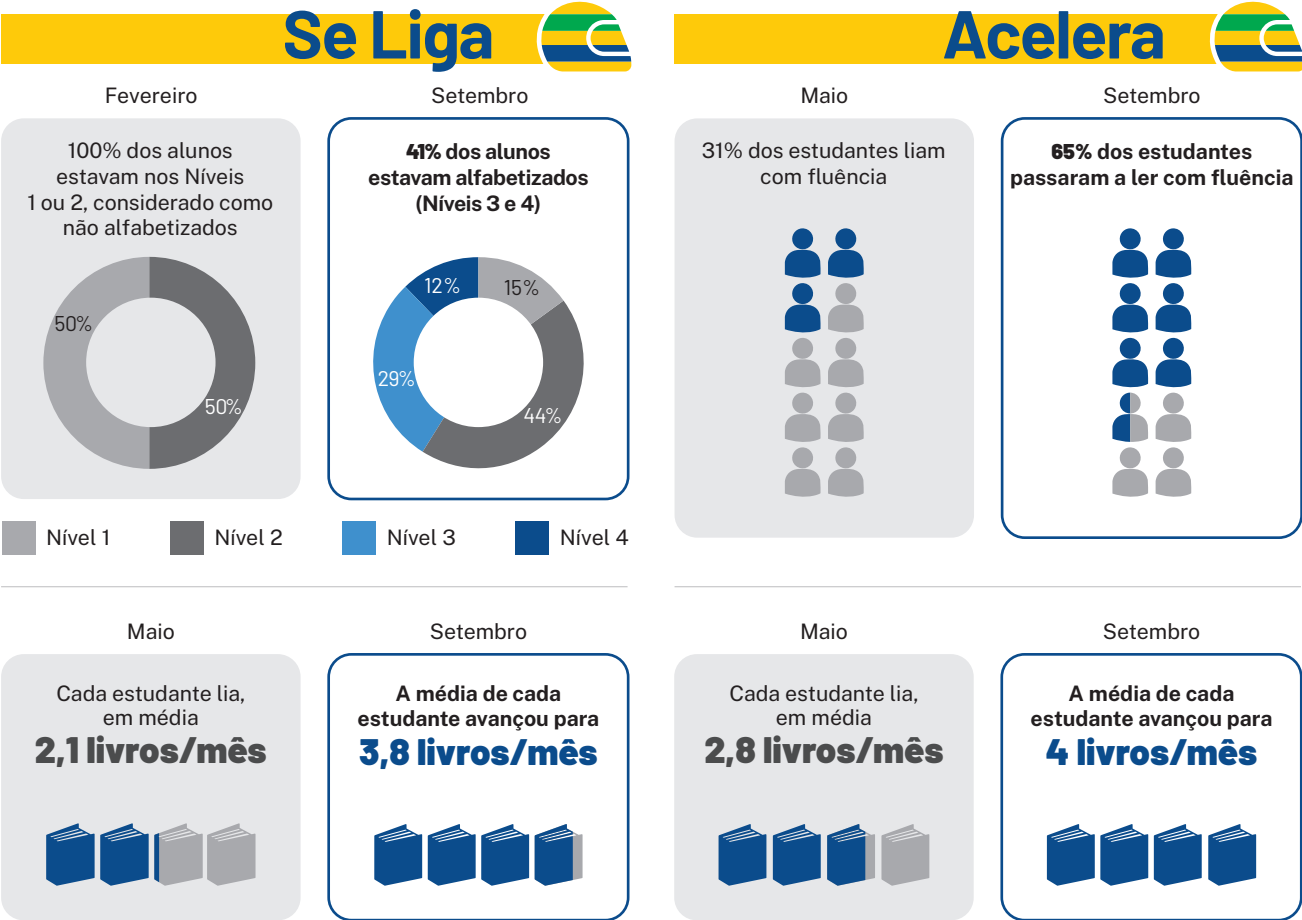 Se Liga
Fevereiro
100% dos alunos
estavam nos Níveis
1 ou 2, considerado como
não alfabetizados
50%
50%
Setembro
41% dos alunos
estavam alfabetizados
(Níveis 3 e 4)
12%
15%
29%
44%
Nível 1
Nível 2
Nível 3
Nível 4
Maio
Cada estudante lia,
em média
2,1 livros/mês
Setembro
A média de cada
estudante avançou para
3,8 livros/mês
Acelera
Maio
31% dos estudantes liam
com fluência
Setembro
65% dos estudantes
passaram a ler com fluência
Maio
Cada estudante lia,
em média
2,8 livros/mês
Setembro
A média de cada
estudante avançou para
4 livros/mês